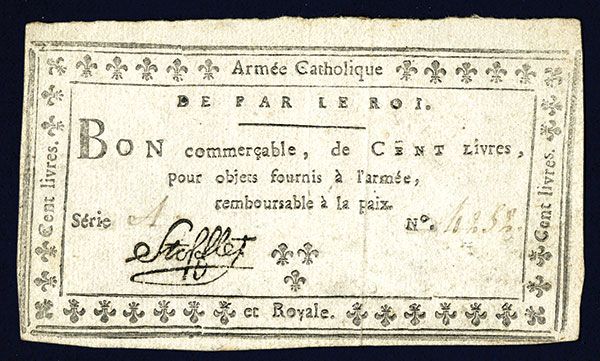 Armée Catholique
DE PAR LE ROI.
BON commerçable, de CENT Livres,
pour objets fournis à l'armée,
remboursable à la paix.
Série A
N°. 4252.
Stofflet
et Royale.
Cent livres.
Cent livres.